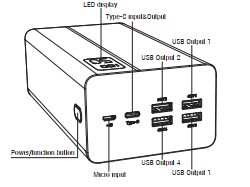 LED display
Type-C input&Output
USB Output 1
USB Output 2
Power/function button
Micro input
USB Output 4
USB Output 1